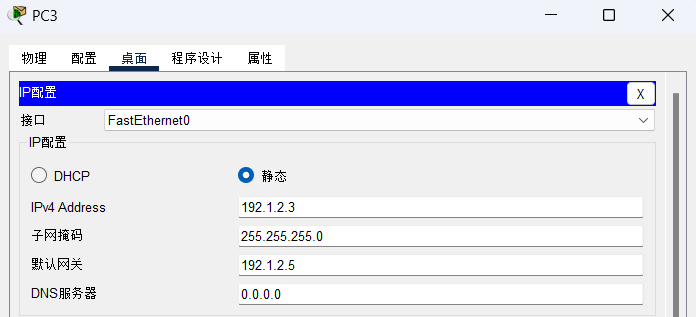 PC3
物理 配置 桌面 程序设计 属性
IP配置 X
接口 FastEthernet0
IP配置
DHCP 静态
IPv4 Address 192.1.2.3
子网掩码 255.255.255.0
默认网关 192.1.2.5
DNS服务器 0.0.0.0